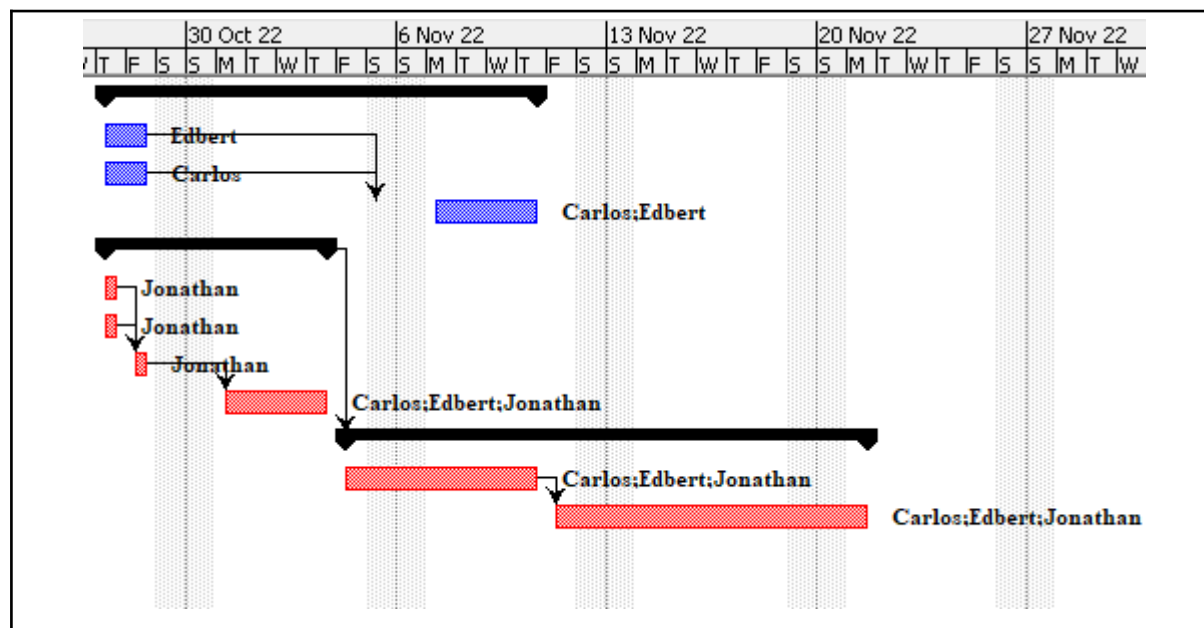 30 Oct 22 6 Nov 22 13 Nov 22 20 Nov 22 27 Nov 22
T F S S M T W T F S S M T W T F S S M T W T F S S M T W T F S S M T W
Edbert
Carlos
Carlos;Edbert
Jonathan
Jonathan
Jonathan
Carlos;Edbert;Jonathan
Carlos;Edbert;Jonathan
Carlos;Edbert;Jonathan